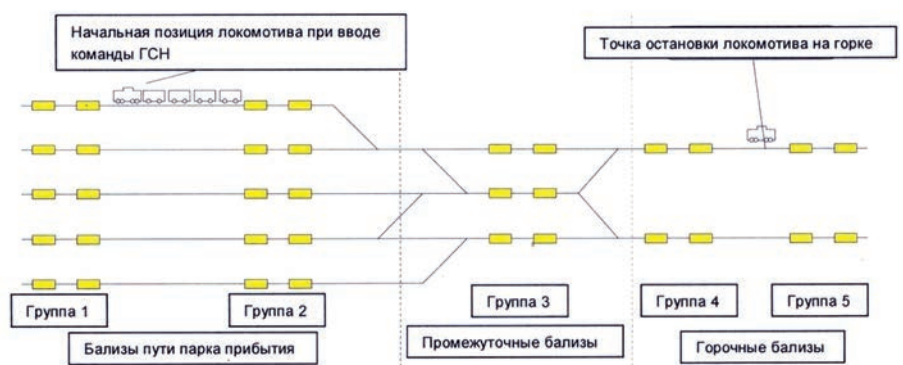 Начальная позиция локомотива при вводе
команды ГСН
Точка остановки локомотива на горке
Группа 1
Группа 2
Группа 3
Группа 4
Группа 5
Бализы пути парка прибытия
Промежуточные бализы
Горочные бализы